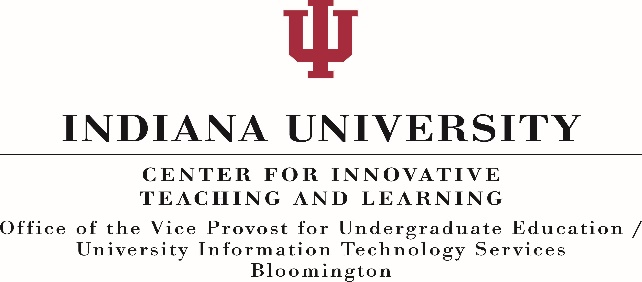 INDIANA UNIVERSITY
CENTER FOR INNOVATIVE
TEACHING AND LEARNING
Office of the Vice Provost for Undergraduate Education /
University Information Technology Services
Bloomington